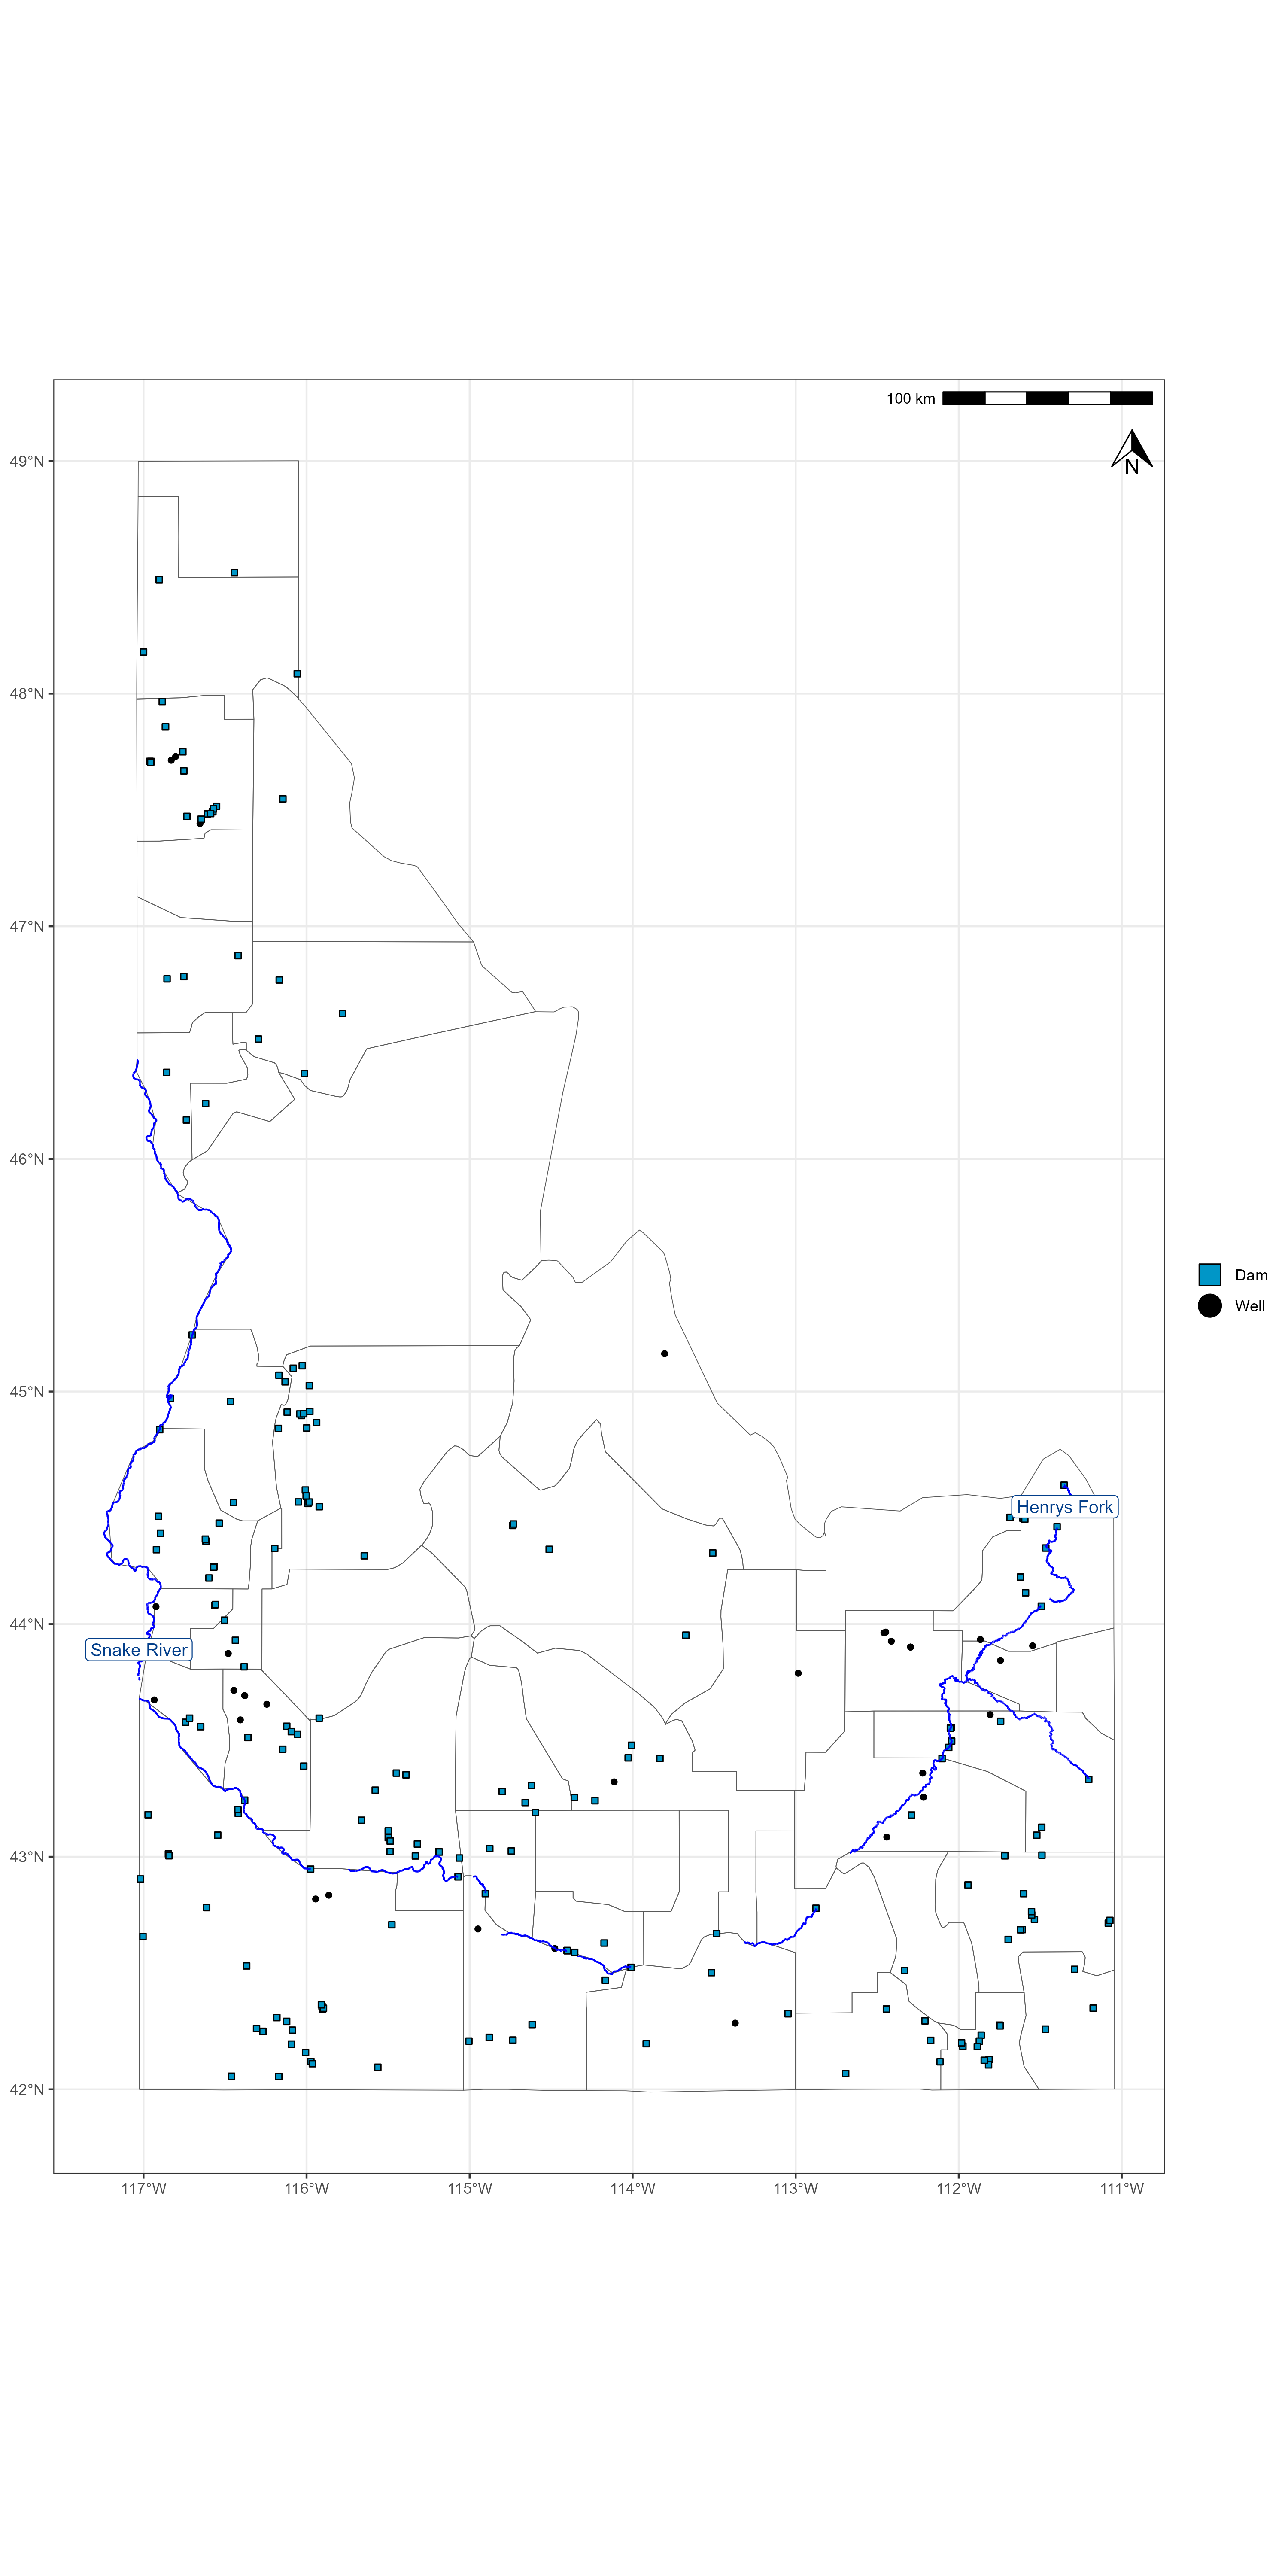 100 km
N
49°N
48°N
47°N
46°N
45°N
44°N
43°N
42°N
Henrys Fork
Snake River
Dam
Well
117°W
116°W
115°W
114°W
113°W
112°W
111°W